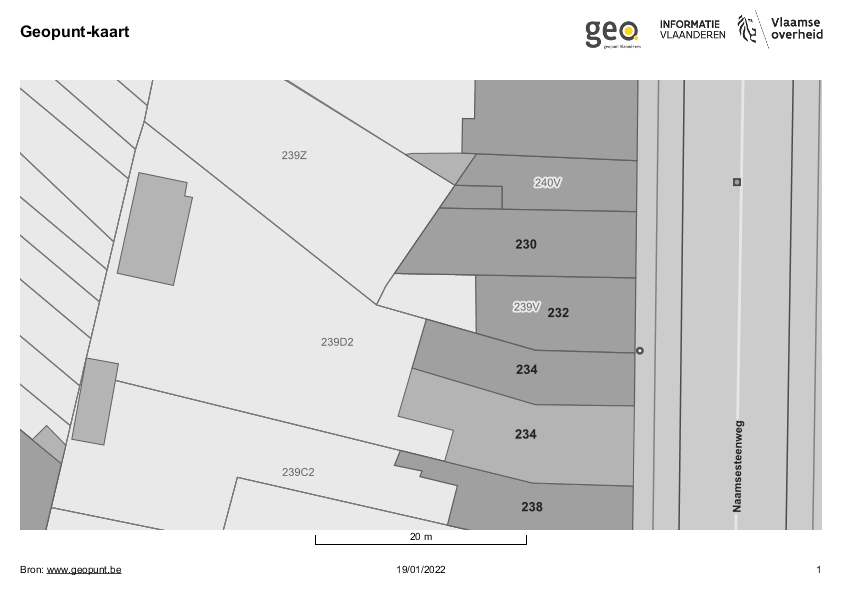 Geopunt-kaart
geo
geopunt Vlaanderen
INFORMATIE
VLAANDEREN
Vlaamse
overheid
239Z
240V
230
239V
232
239D2
234
234
239C2
238
Naamsesteenweg
20 m
Bron: www.geopunt.be
19/01/2022
1